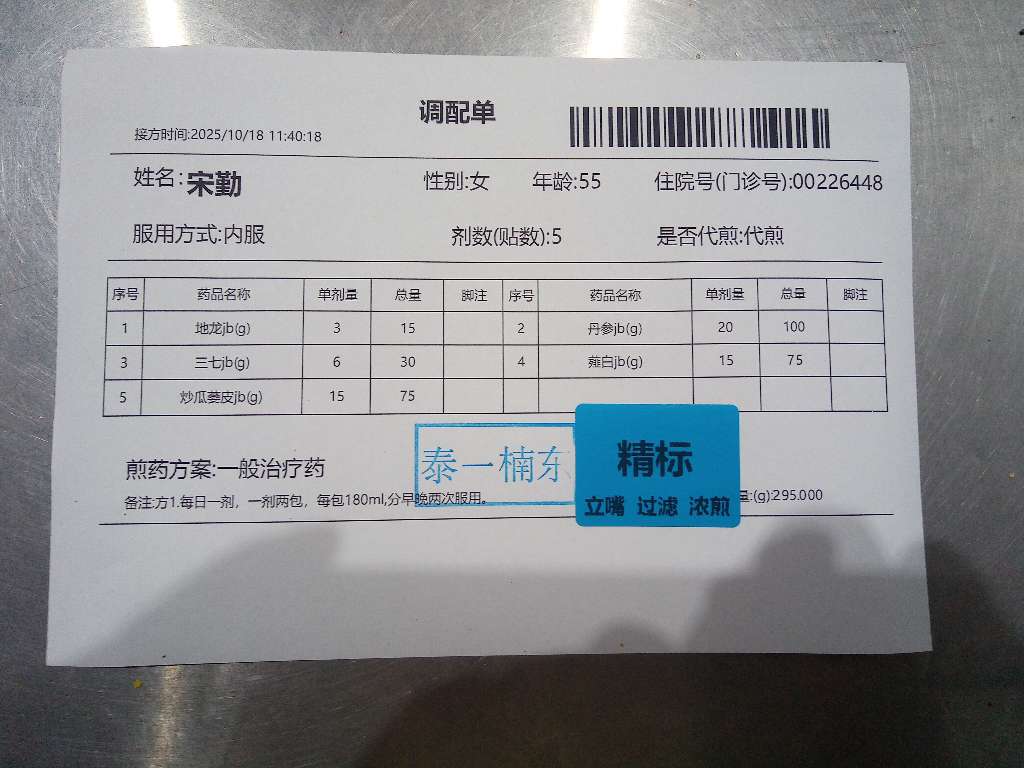 调配单
接方时间:2025/10/18 11:40:18
姓名:宋勤 性别:女 年龄:55 住院号(门诊号):00226448
服用方式:内服 剂数(贴数):5 是否代煎:代煎
序号 药品名称 单剂量 总量 脚注 序号 药品名称 单剂量 总量 脚注
1 地龙jb(g) 3 15 2 丹参jb(g) 20 100
3 三七jb(g) 6 30 4 薤白jb(g) 15 75
5 炒瓜蒌皮jb(g) 15 75
煎药方案:一般治疗药
泰一楠东
精标
立嘴 过滤 浓煎
备注:方1.每日一剂，一剂两包，每包180ml,分早晚两次服用。
量:(g):295.000